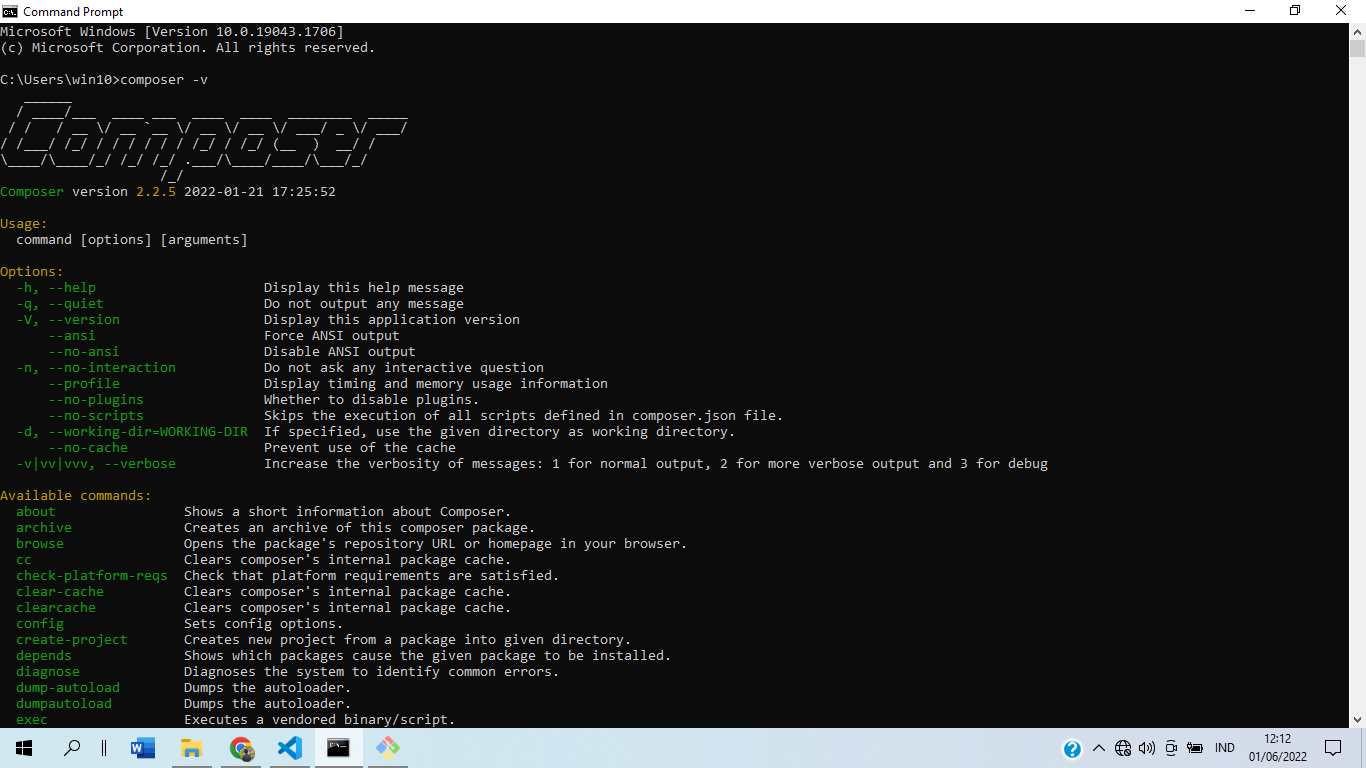 Command Prompt
Microsoft Windows [Version 10.0.19043.1706]
(c) Microsoft Corporation. All rights reserved.
C:\Users\win10>composer -v
Composer
Composer version 2.2.5 2022-01-21 17:25:52
Usage:
command [options] [arguments]
Options:
-h, --help Display this help message
-q, --quiet Do not output any message
-V, --version Display this application version
--ansi Force ANSI output
--no-ansi Disable ANSI output
-n, --no-interaction Do not ask any interactive question
--profile Display timing and memory usage information
--no-plugins Whether to disable plugins.
--no-scripts Skips the execution of all scripts defined in composer.json file.
-d, --working-dir=WORKING-DIR If specified, use the given directory as working directory.
--no-cache Prevent use of the cache
-v|vv|vvv, --verbose Increase the verbosity of messages: 1 for normal output, 2 for more verbose output and 3 for debug
Available commands:
about Shows a short information about Composer.
archive Creates an archive of this composer package.
browse Opens the package's repository URL or homepage in your browser.
cc Clears composer's internal package cache.
check-platform-reqs Check that platform requirements are satisfied.
clear-cache Clears composer's internal package cache.
clearcache Clears composer's internal package cache.
config Sets config options.
create-project Creates new project from a package into given directory.
depends Shows which packages cause the given package to be installed.
diagnose Diagnoses the system to identify common errors.
dump-autoload Dumps the autoloader.
dumpautoload Dumps the autoloader.
exec Executes a vendored binary/script.
IND
12:12
01/06/2022